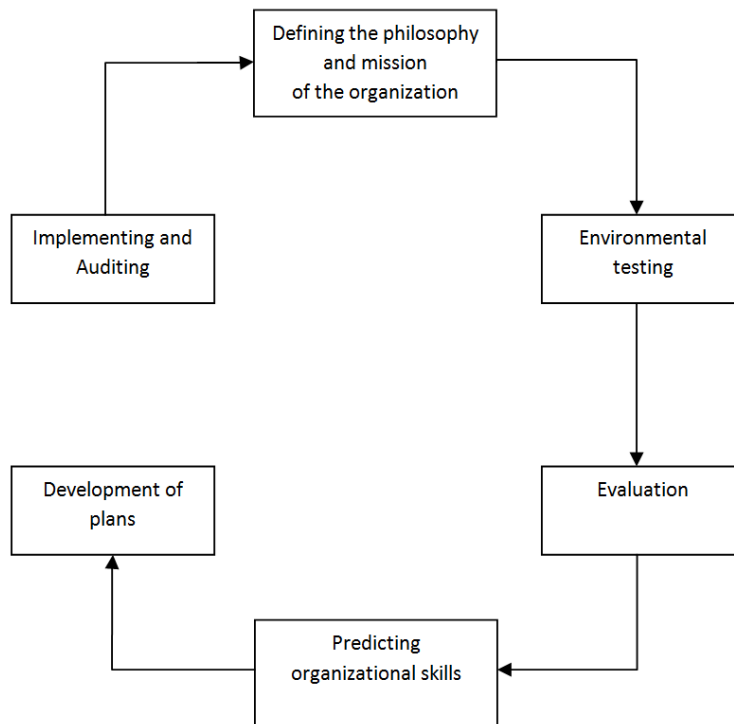 Defining the philosophy
and mission
of the organization
Implementing and
Auditing
Environmental
testing
Development of
plans
Evaluation
Predicting
organizational skills